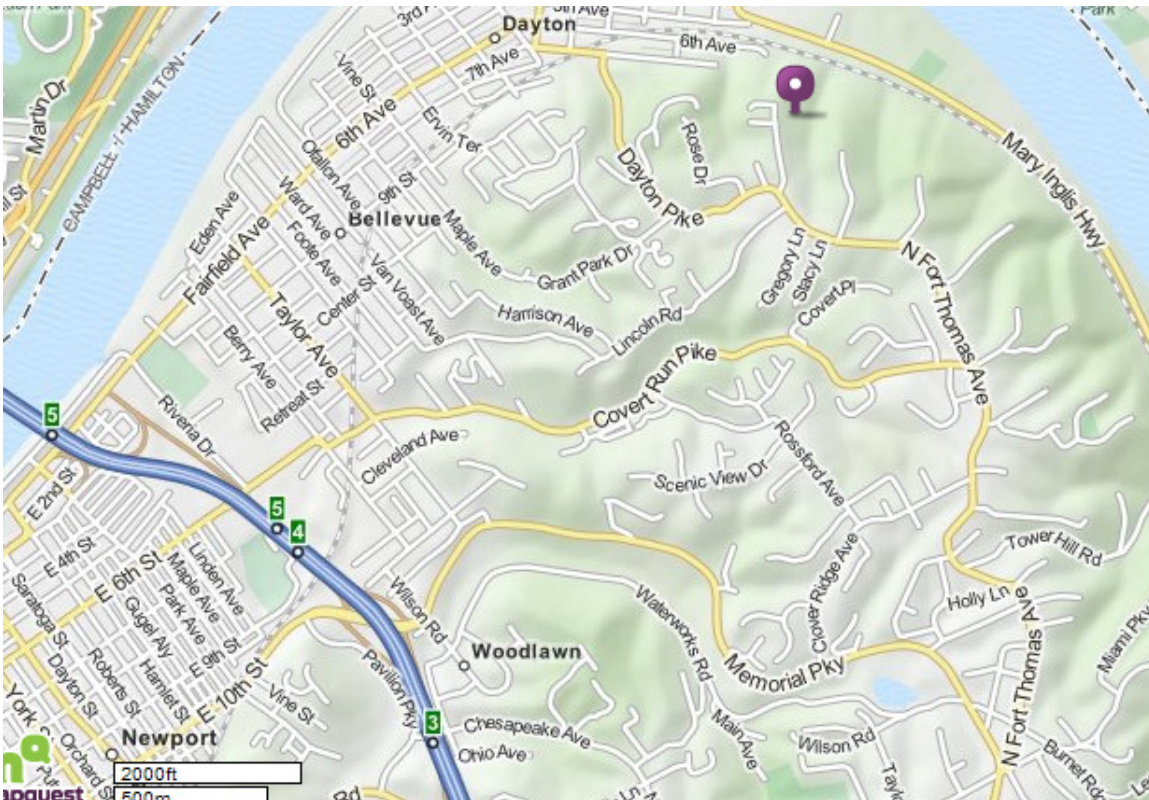 Park
5th Ave
Dayton
6th Ave
7th Ave
Vine St
6th Ave
Ervin Ter
Martin Dr
CAMPBELL / HAMILTON
Rose Dr
Mary Inglis Hwy
Dayton Pike
Ofallon Ave
9th St
Ward Ave
Bellevue
Eden Ave
Foote Ave
Maple Ave
Fairfield Ave
Grant Park Dr
Gregory Ln
Stacy Ln
N Fort Thomas Ave
Van Voast Ave
Center St
Covert Pl
Harrison Ave
Lincoln Rd
Taylor Ave
Berry Ave
Covert Run Pike
Retreat St
Riveria Dr
5
Cleveland Ave
Rossford Ave
Scenic View Dr
E 2nd St
5
4
E 4th St
E 6th St
Linden Ave
Maple Ave
Park Ave
Gugel Aly
E 9th St
Saratoga St
Dayton St
Roberts St
Hamlet St
E 10th St
Wilson Rd
Waterworks Rd
Clover Ridge Ave
Tower Hill Rd
Holly Ln
Woodlawn
Memorial Pky
Miami Pky
N Fort Thomas Ave
Pavilion Pky
Vine St
3
Chesapeake Ave
Ohio Ave
Main Ave
Wilson Rd
Burnet Rd
York
Orchard St
Newport
2000ft
500m